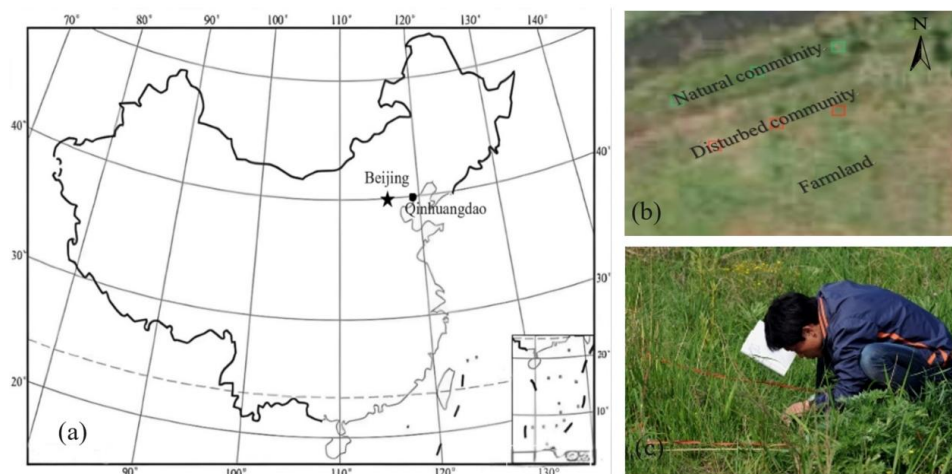 70° 80° 90° 100° 110° 120° 130° 140° 150°
40°
30°
20°
40°
30°
20°
10°
Beijing
Qinhuangdao
(a)
90° 100° 110° 120° 130°
N
Natural community
Disturbed community
Farmland
(b)
(c)